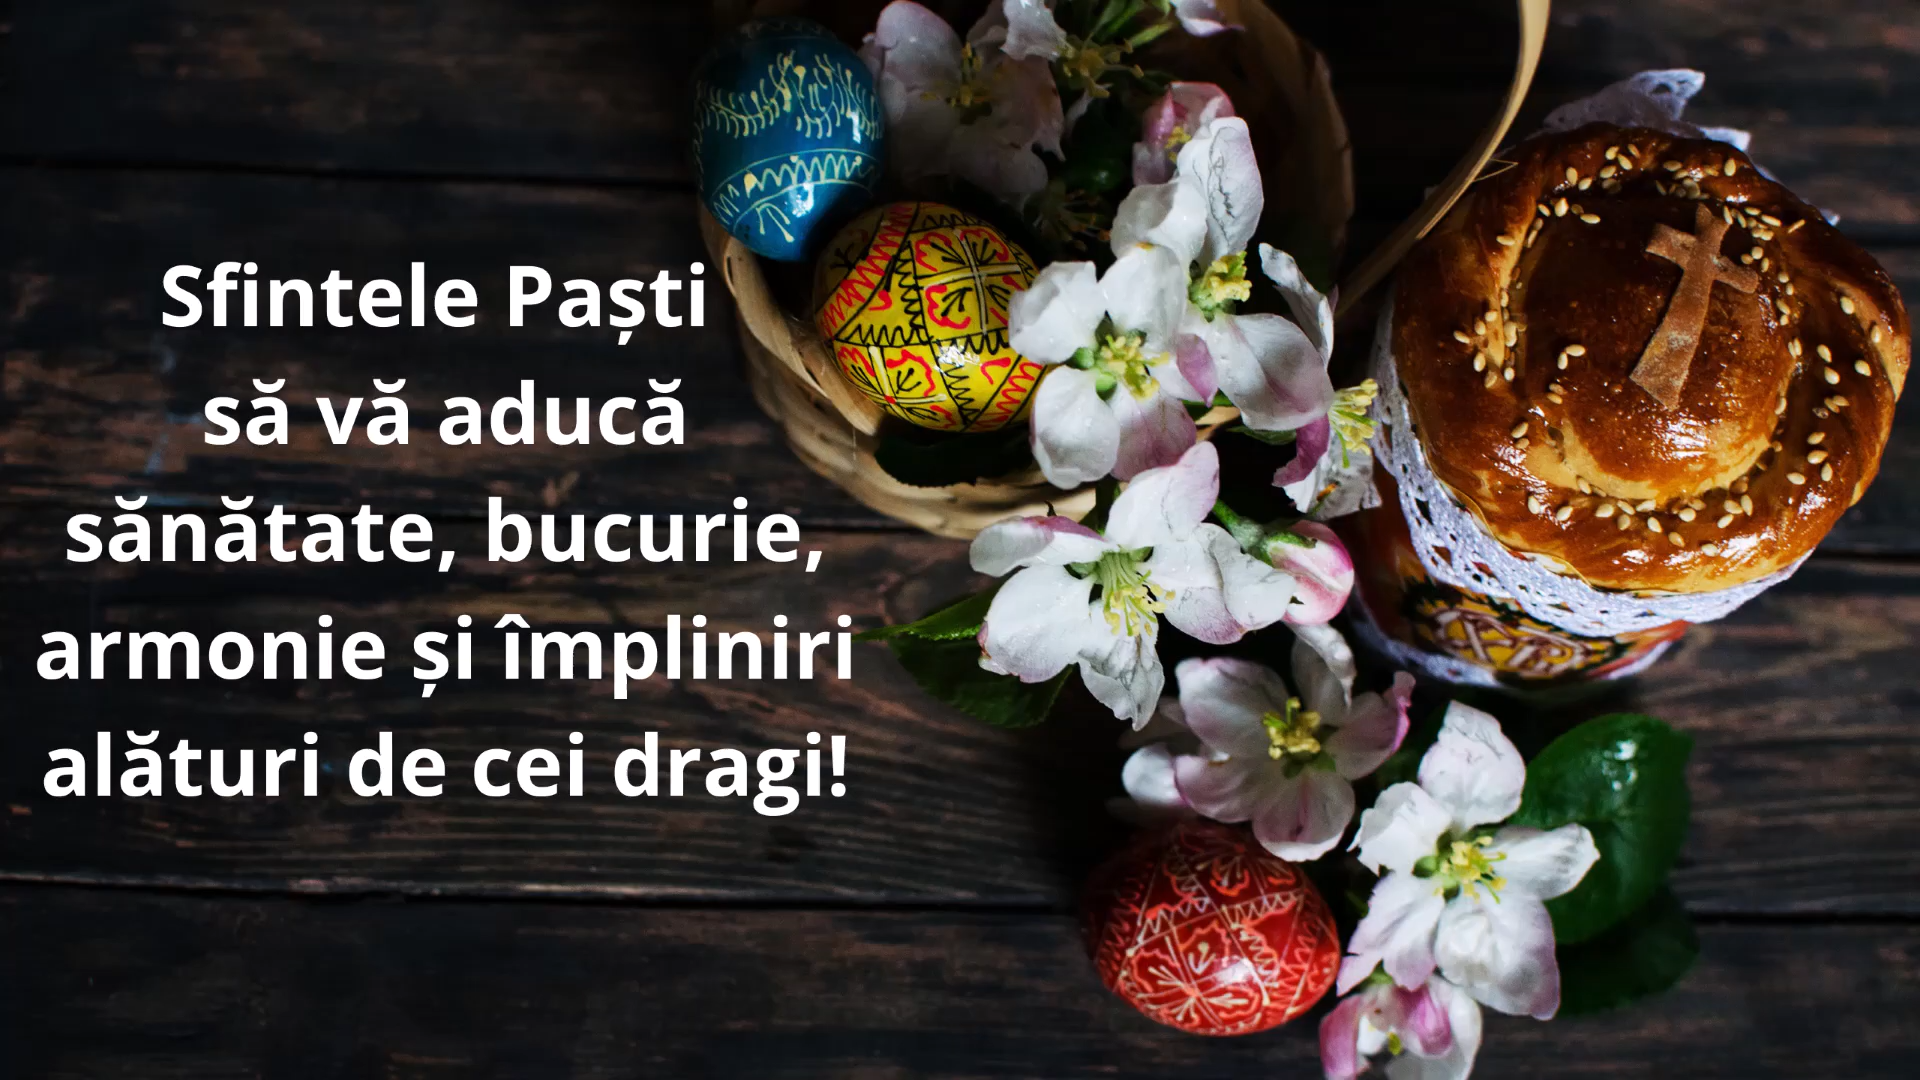 Sfintele Paști
să vă aducă
sănătate, bucurie,
armonie și împliniri
alături de cei dragi!